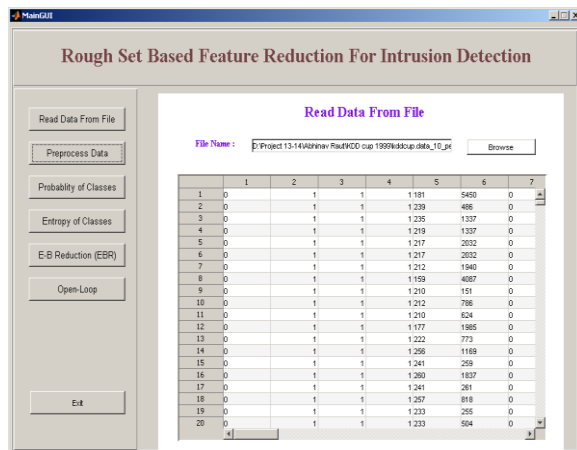 MainGUI
Rough Set Based Feature Reduction For Intrusion Detection
Read Data From File
Preprocess Data
Probablity of Classes
Entropy of Classes
E-B Reduction (EBR)
Open-Loop
Exit
Read Data From File
File Name : D:\Project 13-14\Abhinav Raut\KDD cup 1999\kddcup.data_10_pe Browse
1 2 3 4 5 6 7
1 0 1 1 1 181 5450 0
2 0 1 1 1 239 486 0
3 0 1 1 1 235 1337 0
4 0 1 1 1 219 1337 0
5 0 1 1 1 217 2032 0
6 0 1 1 1 217 2032 0
7 0 1 1 1 212 1940 0
8 0 1 1 1 159 4087 0
9 0 1 1 1 210 151 0
10 0 1 1 1 212 786 0
11 0 1 1 1 210 624 0
12 0 1 1 1 177 1985 0
13 0 1 1 1 222 773 0
14 0 1 1 1 256 1169 0
15 0 1 1 1 241 259 0
16 0 1 1 1 260 1837 0
17 0 1 1 1 241 261 0
18 0 1 1 1 257 818 0
19 0 1 1 1 233 255 0
20 0 1 1 1 233 504 0